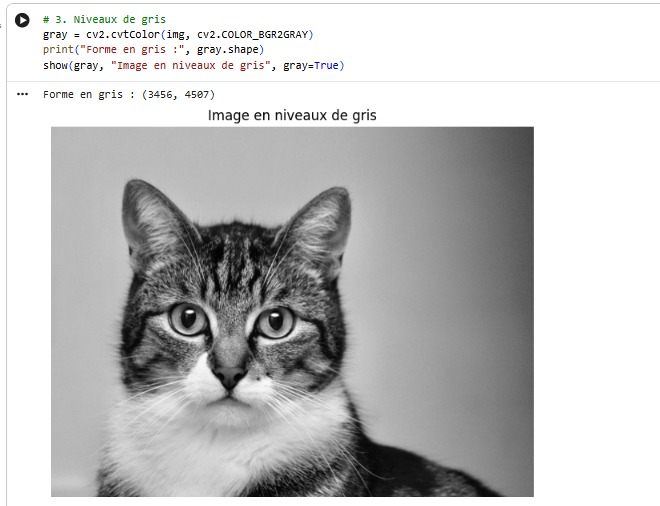 # 3. Niveaux de gris
gray = cv2.cvtColor(img, cv2.COLOR_BGR2GRAY)
print("Forme en gris :", gray.shape)
show(gray, "Image en niveaux de gris", gray=True)
Forme en gris : (3456, 4507)
Image en niveaux de gris